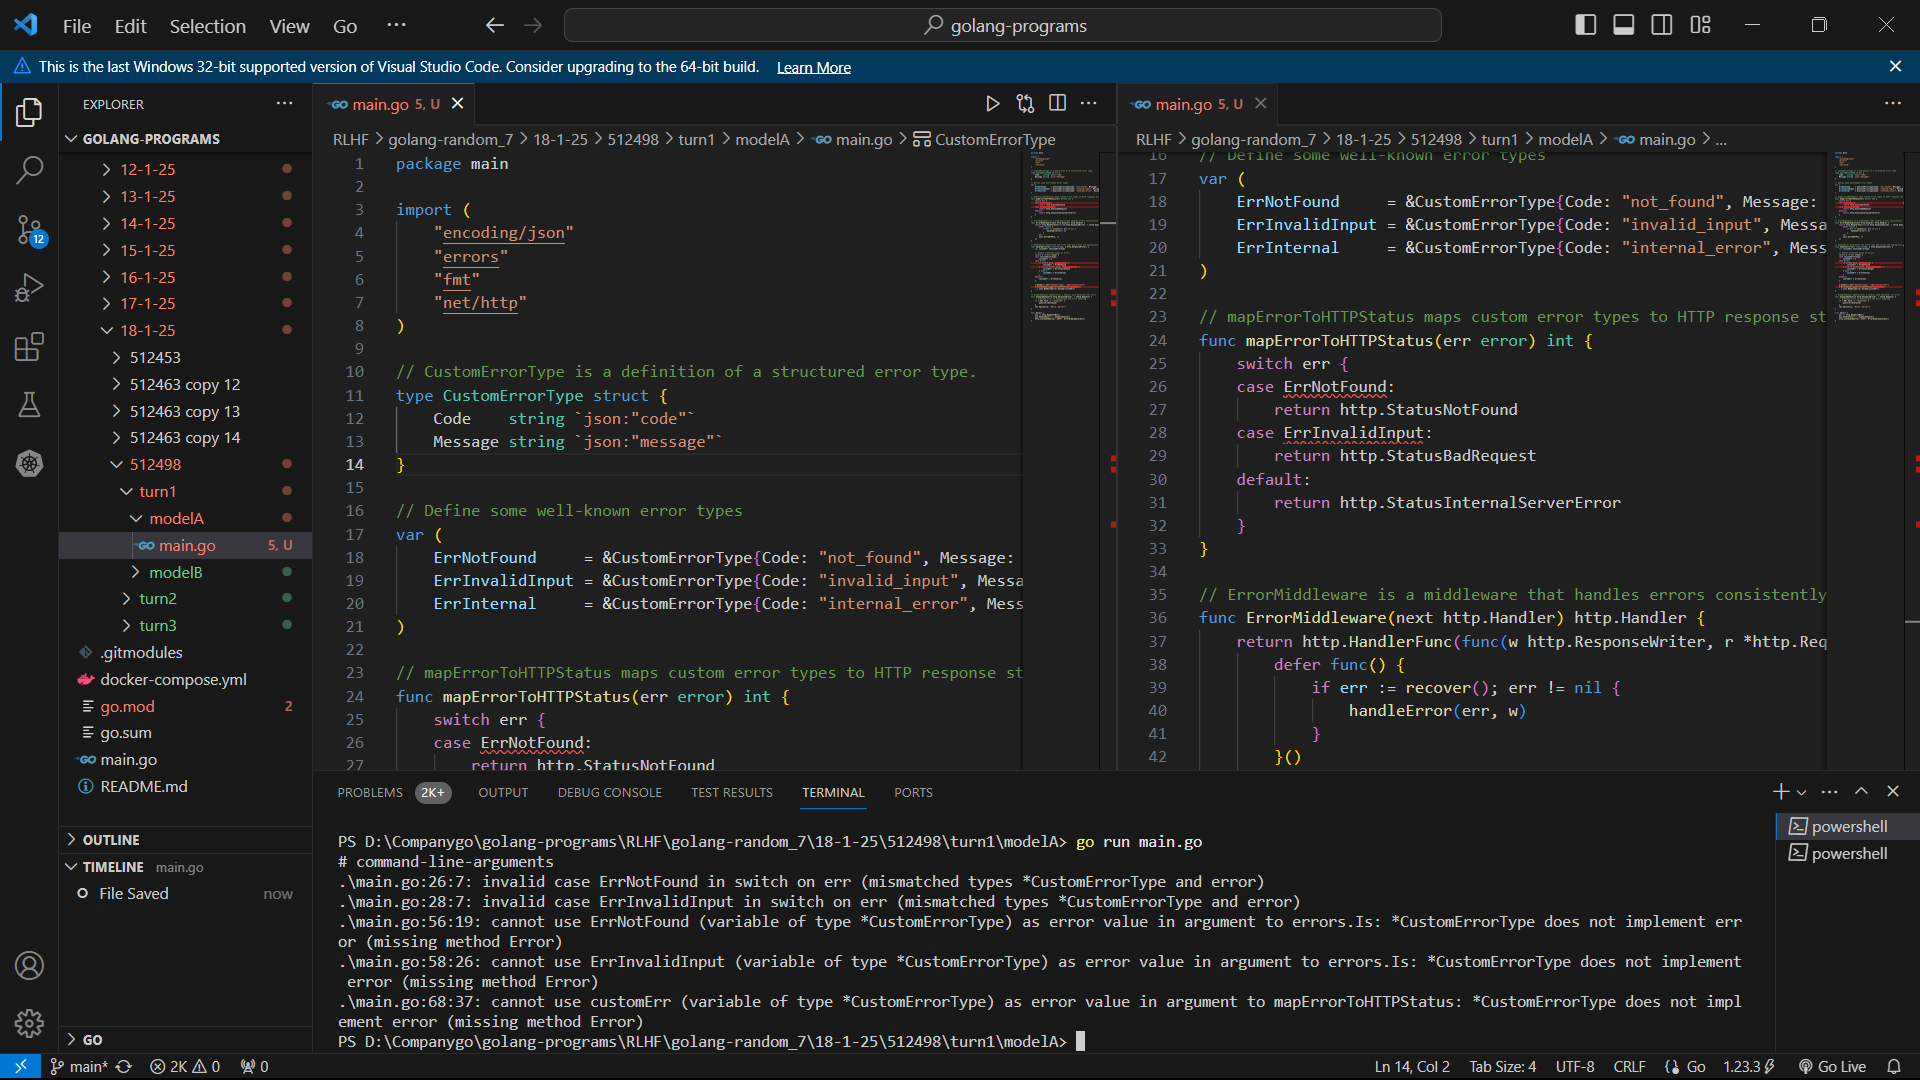 File Edit Selection View Go ···
golang-programs
This is the last Windows 32-bit supported version of Visual Studio Code. Consider upgrading to the 64-bit build. Learn More
EXPLORER
GOLANG-PROGRAMS
12-1-25
13-1-25
14-1-25
15-1-25
16-1-25
17-1-25
18-1-25
512453
512463 copy 12
512463 copy 13
512463 copy 14
512498
turn1
modelA
main.go 5, U
modelB
turn2
turn3
.gitmodules
docker-compose.yml
go.mod 2
go.sum
main.go
README.md
OUTLINE
TIMELINE main.go
File Saved now
GO
12
main.go 5, U
RLHF > golang-random_7 > 18-1-25 > 512498 > turn1 > modelA > main.go > CustomErrorType
1 package main
2
3 import (
4 "encoding/json"
5 "errors"
6 "fmt"
7 "net/http"
8 )
9
10 // CustomErrorType is a definition of a structured error type.
11 type CustomErrorType struct {
12 Code string `json:"code"`
13 Message string `json:"message"`
14 }
15
16 // Define some well-known error types
17 var (
18 ErrNotFound = &CustomErrorType{Code: "not_found", Message:
19 ErrInvalidInput = &CustomErrorType{Code: "invalid_input", Messa
20 ErrInternal = &CustomErrorType{Code: "internal_error", Mess
21 )
22
23 // mapErrorToHTTPStatus maps custom error types to HTTP response st
24 func mapErrorToHTTPStatus(err error) int {
25 switch err {
26 case ErrNotFound:
27 return http.StatusNotFound
main.go 5, U
RLHF > golang-random_7 > 18-1-25 > 512498 > turn1 > modelA > main.go > ...
16 // Define some well-known error types
17 var (
18 ErrNotFound = &CustomErrorType{Code: "not_found", Message:
19 ErrInvalidInput = &CustomErrorType{Code: "invalid_input", Messa
20 ErrInternal = &CustomErrorType{Code: "internal_error", Mess
21 )
22
23 // mapErrorToHTTPStatus maps custom error types to HTTP response st
24 func mapErrorToHTTPStatus(err error) int {
25 switch err {
26 case ErrNotFound:
27 return http.StatusNotFound
28 case ErrInvalidInput:
29 return http.StatusBadRequest
30 default:
31 return http.StatusInternalServerError
32 }
33 }
34
35 // ErrorMiddleware is a middleware that handles errors consistently
36 func ErrorMiddleware(next http.Handler) http.Handler {
37 return http.HandlerFunc(func(w http.ResponseWriter, r *http.Req
38 defer func() {
39 if err := recover(); err != nil {
40 handleError(err, w)
41 }
42 }()
PROBLEMS 2K+ OUTPUT DEBUG CONSOLE TEST RESULTS TERMINAL PORTS
powershell
powershell
PS D:\Companygo\golang-programs\RLHF\golang-random_7\18-1-25\512498\turn1\modelA> go run main.go
# command-line-arguments
.\main.go:26:7: invalid case ErrNotFound in switch on err (mismatched types *CustomErrorType and error)
.\main.go:28:7: invalid case ErrInvalidInput in switch on err (mismatched types *CustomErrorType and error)
.\main.go:56:19: cannot use ErrNotFound (variable of type *CustomErrorType) as error value in argument to errors.Is: *CustomErrorType does not implement err
or (missing method Error)
.\main.go:58:26: cannot use ErrInvalidInput (variable of type *CustomErrorType) as error value in argument to errors.Is: *CustomErrorType does not implement
error (missing method Error)
.\main.go:68:37: cannot use customErr (variable of type *CustomErrorType) as error value in argument to mapErrorToHTTPStatus: *CustomErrorType does not impl
ement error (missing method Error)
PS D:\Companygo\golang-programs\RLHF\golang-random_7\18-1-25\512498\turn1\modelA>
main* 2K 0 0 Ln 14, Col 2 Tab Size: 4 UTF-8 CRLF {} Go 1.23.3 Go Live